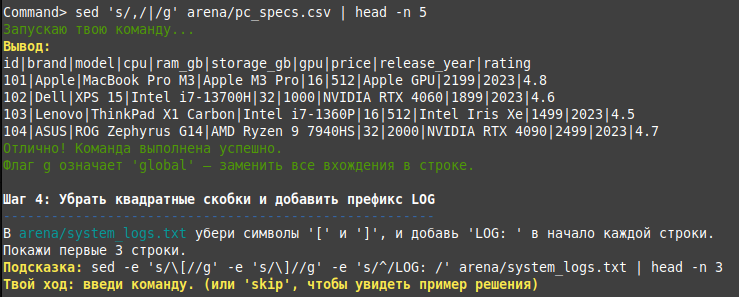 Command> sed 's/,/|/g' arena/pc_specs.csv | head -n 5
Запускаю твою команду...
Вывод:
id|brand|model|cpu|ram_gb|storage_gb|gpu|price|release_year|rating
101|Apple|MacBook Pro M3|Apple M3 Pro|16|512|Apple GPU|2199|2023|4.8
102|Dell|XPS 15|Intel i7-13700H|32|1000|NVIDIA RTX 4060|1899|2023|4.6
103|Lenovo|ThinkPad X1 Carbon|Intel i7-1360P|16|512|Intel Iris Xe|1499|2023|4.5
104|ASUS|ROG Zephyrus G14|AMD Ryzen 9 7940HS|32|2000|NVIDIA RTX 4090|2499|2023|4.7
Отлично! Команда выполнена успешно.
Флаг g означает 'global' — заменить все вхождения в строке.
Шаг 4: Убрать квадратные скобки и добавить префикс LOG
------------------------------------------------------
В arena/system_logs.txt убери символы '[' и ']', и добавь 'LOG: ' в начало каждой строки.
Покажи первые 3 строки.
Подсказка: sed -e 's/\[//g' -e 's/\]//g' -e 's/^/LOG: /' arena/system_logs.txt | head -n 3
Твой ход: введи команду. (или 'skip', чтобы увидеть пример решения)